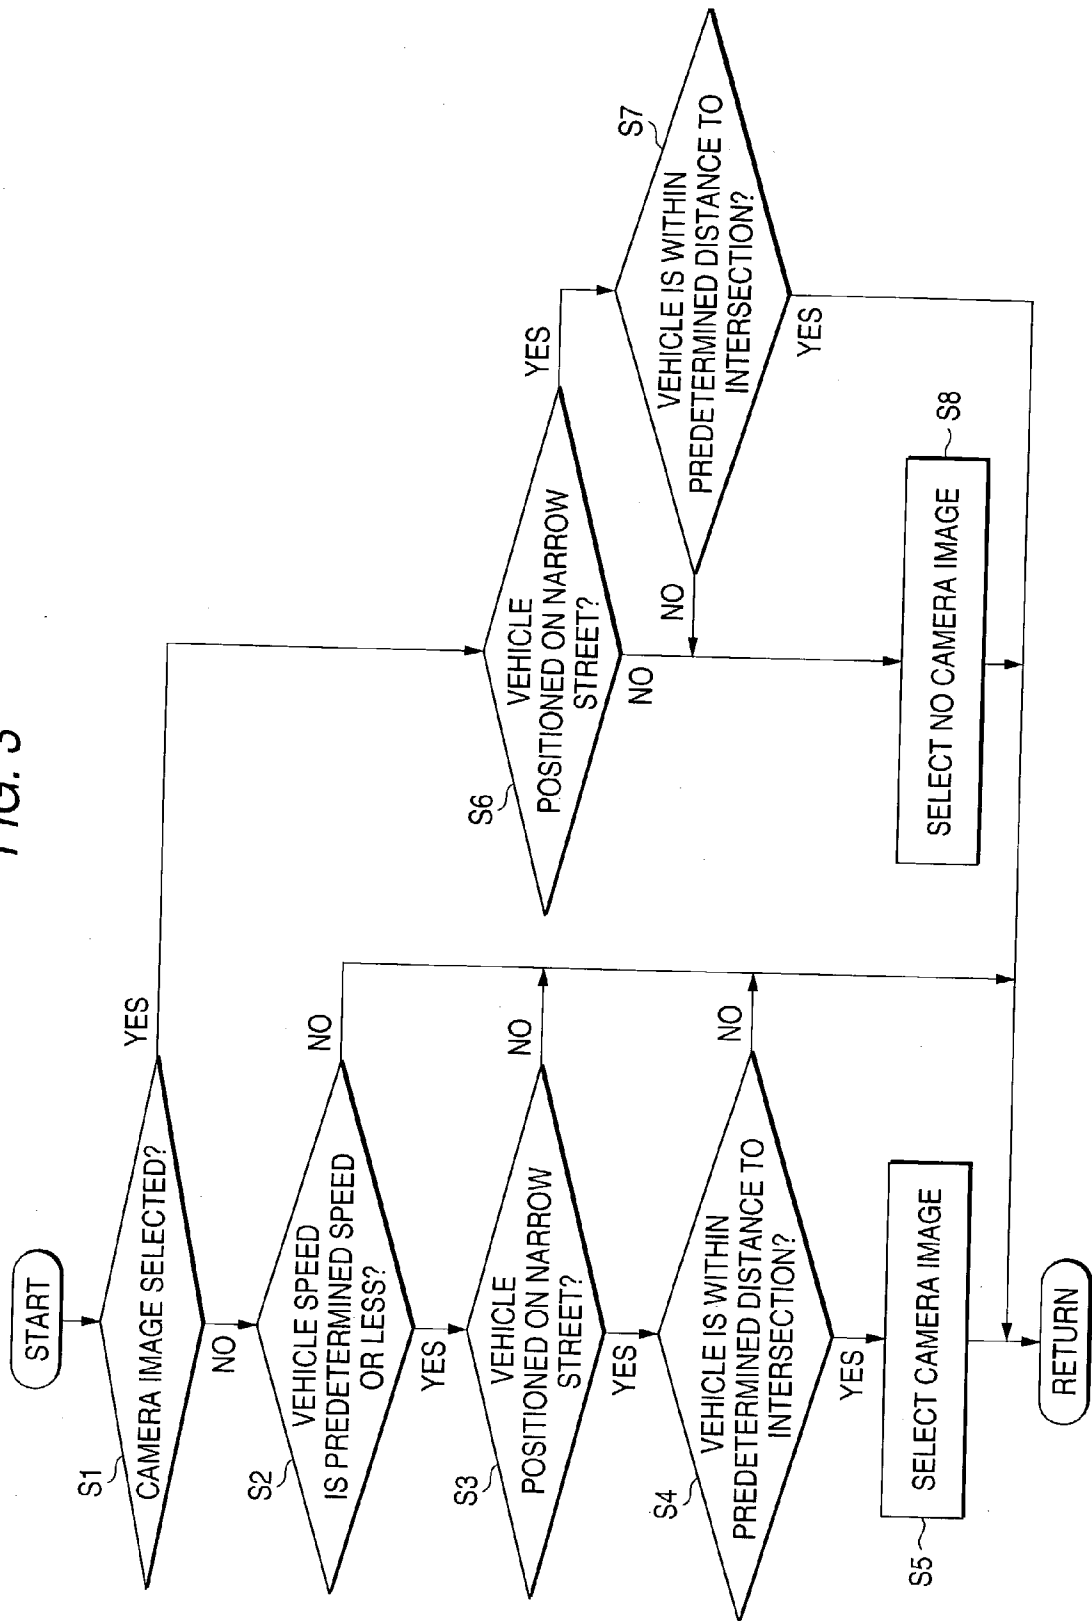 FIG. 3
START
S1
CAMERA IMAGE SELECTED?
YES
NO
S2
VEHICLE SPEED
IS PREDETERMINED SPEED
OR LESS?
NO
YES
S3
VEHICLE
POSITIONED ON NARROW
STREET?
NO
YES
S4
VEHICLE IS WITHIN
PREDETERMINED DISTANCE TO
INTERSECTION?
NO
YES
S5
SELECT CAMERA IMAGE
RETURN
S6
VEHICLE
POSITIONED ON NARROW
STREET?
YES
NO
S7
VEHICLE IS WITHIN
PREDETERMINED DISTANCE TO
INTERSECTION?
NO
YES
S8
SELECT NO CAMERA IMAGE